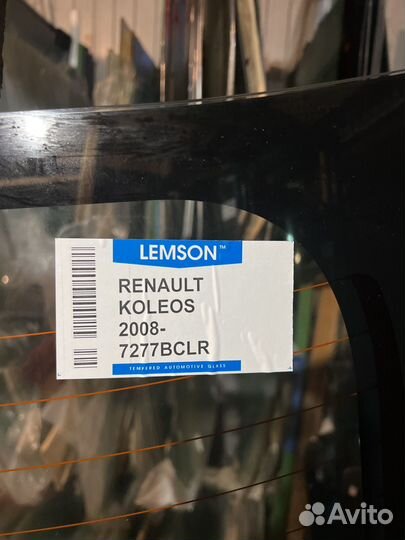 LEMSON™
RENAULT
KOLEOS
2008-
7277BCLR
TEMPERED AUTOMOTIVE GLASS
Avito